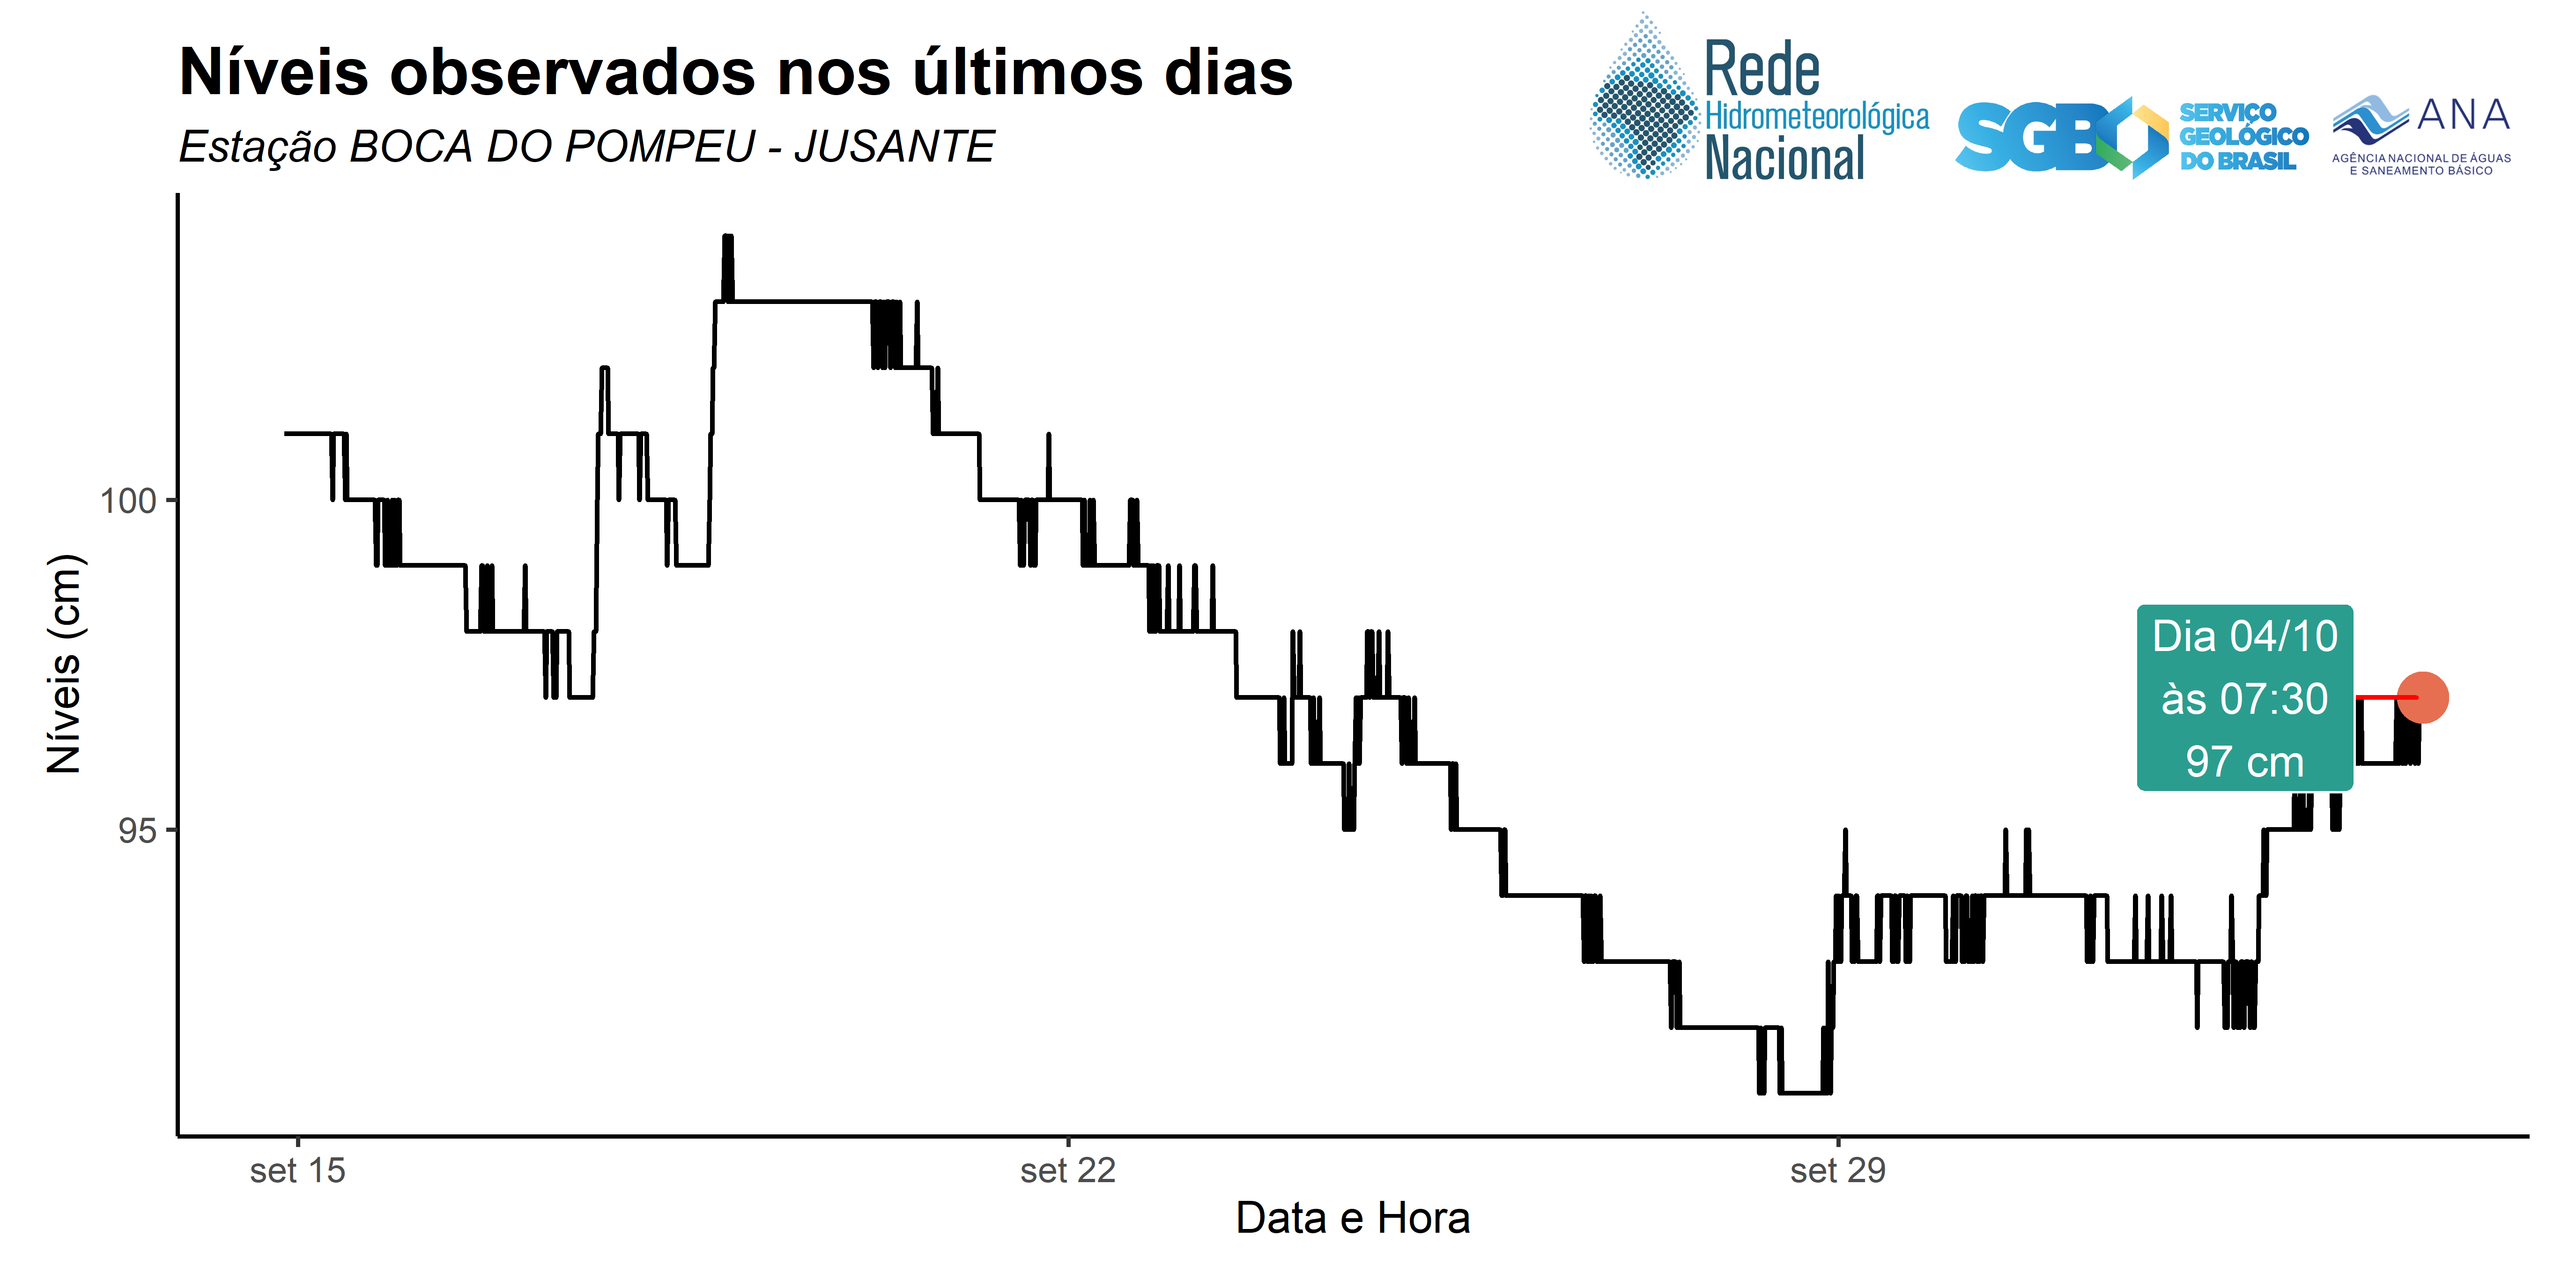 Níveis observados nos últimos dias
Estação BOCA DO POMPEU - JUSANTE
Rede
Hidrometeorológica
Nacional
SGB
SERVIÇO
GEOLÓGICO
DO BRASIL
ANA
AGÊNCIA NACIONAL DE ÁGUAS
E SANEAMENTO BÁSICO
Níveis (cm)
100
95
Dia 04/10
às 07:30
97 cm
set 15
set 22
set 29
Data e Hora